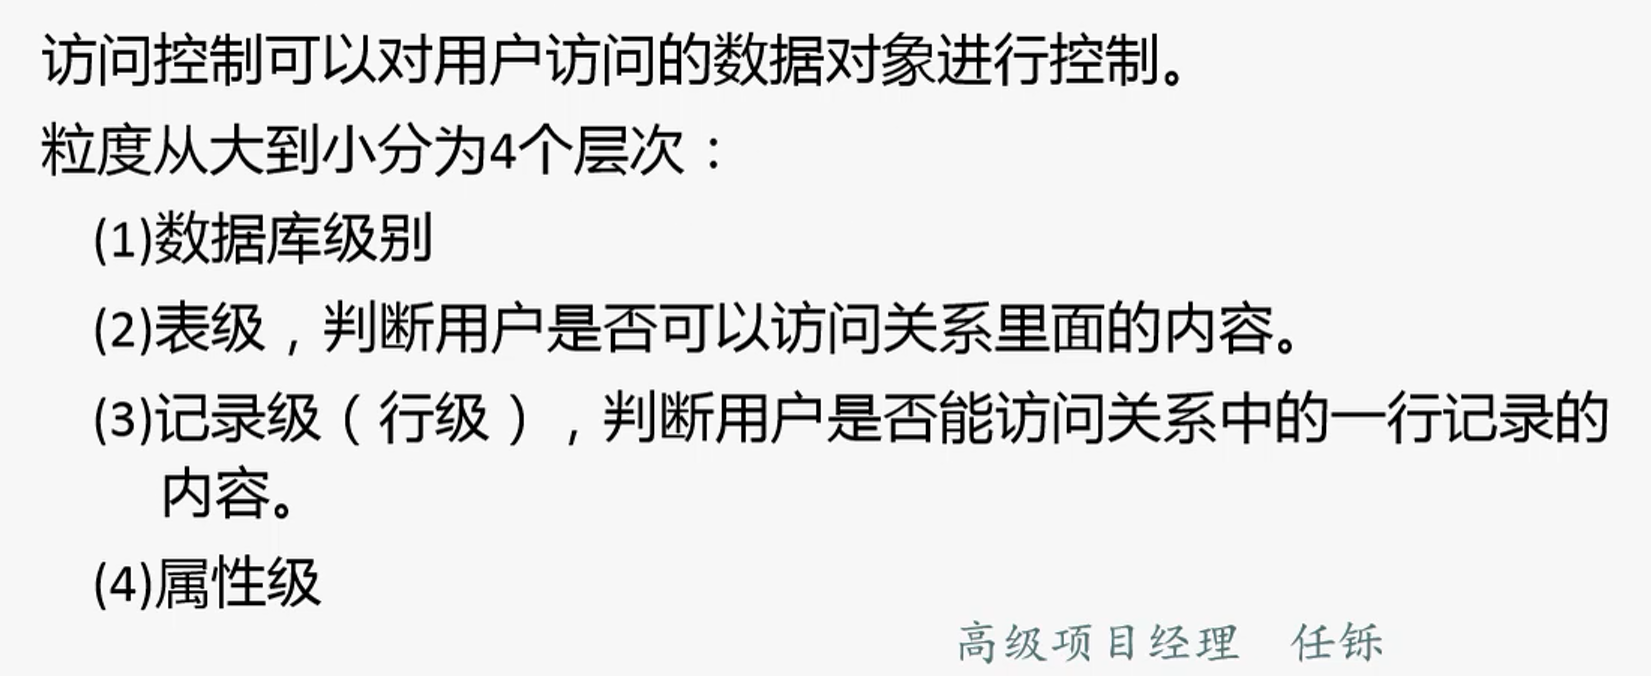 访问控制可以对用户访问的数据对象进行控制。
粒度从大到小分为4个层次：
(1)数据库级别
(2)表级，判断用户是否可以访问关系里面的内容。
(3)记录级（行级），判断用户是否能访问关系中的一行记录的
内容。
(4)属性级
高级项目经理 任铄